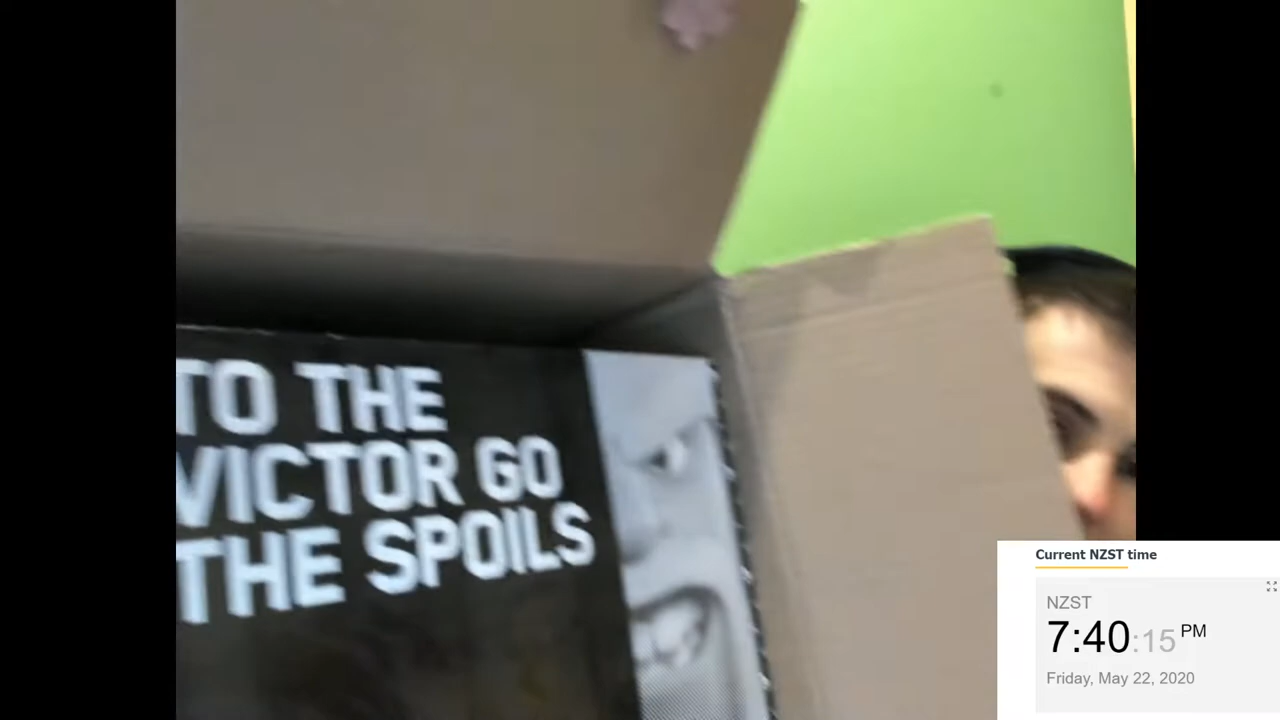 TO THE
VICTOR GO
THE SPOILS
Current NZST time
NZST
7:40:15 PM
Friday, May 22, 2020